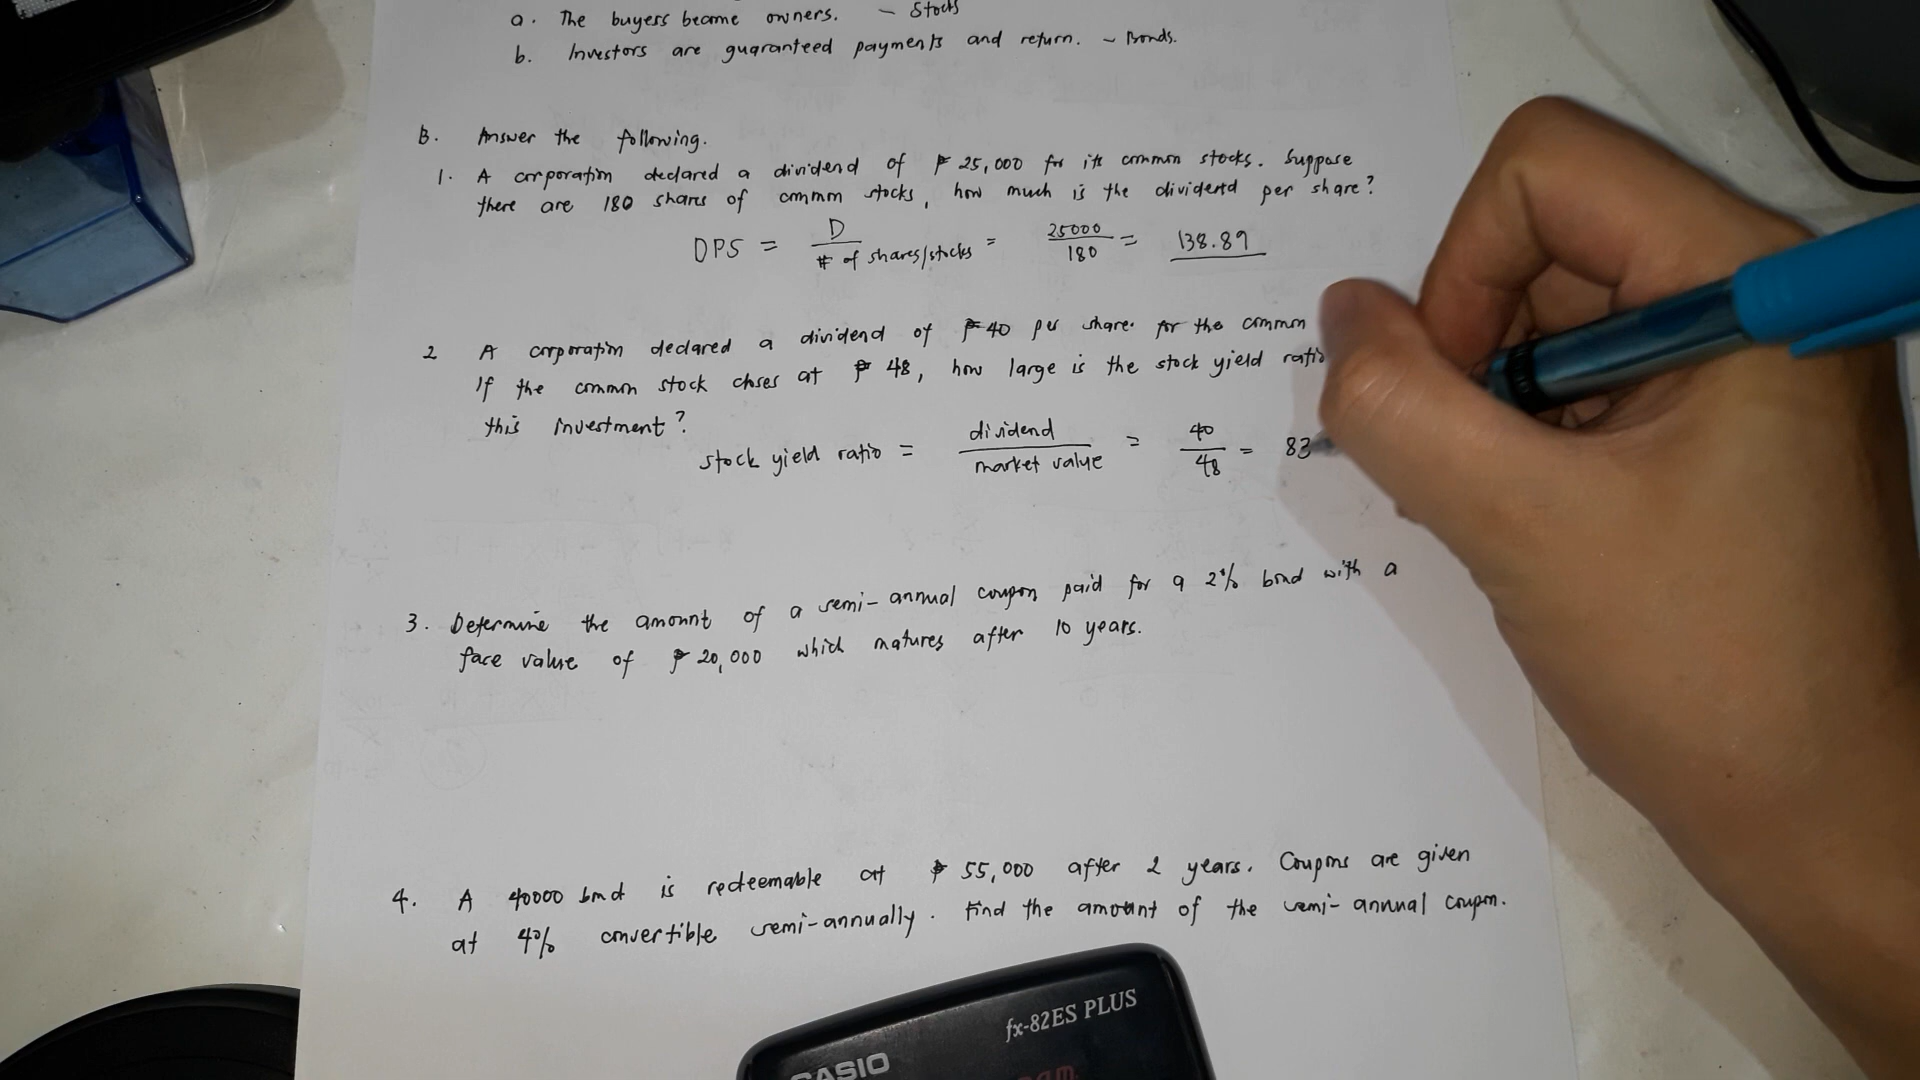 a. The buyers become owners. - Stocks
b. Investors are guaranteed payments and return. - Bonds.
B. Answer the following.
1. A corporation declared a dividend of ₱ 25,000 for its common stocks. Suppose
there are 180 shares of common stocks, how much is the dividend per share?
DPS = D / # of shares/stocks = 25000 / 180 = 138.89
2 A corporation declared a dividend of ₱ 40 per share for the common
If the common stock closes at ₱ 48, how large is the stock yield ratio
this investment?
stock yield ratio = dividend / market value = 40 / 48 = 83
3. Determine the amount of a semi-annual coupon paid for a 2% bond with a
face value of ₱ 20,000 which matures after 10 years.
4. A 40000 bond is redeemable at ₱ 55,000 after 2 years. Coupons are given
at 4% convertible semi-annually. Find the amount of the semi-annual coupon.
fx-82ES PLUS
CASIO